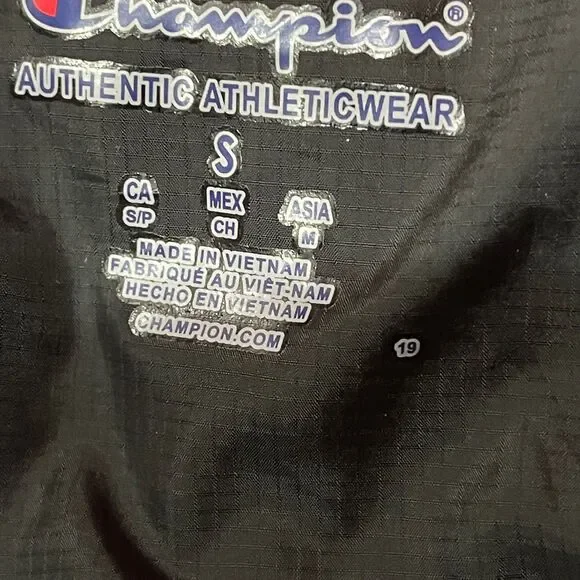 Champion®
AUTHENTIC ATHLETICWEAR
S
CA MEX ASIA
S/P CH M
MADE IN VIETNAM
FABRIQUÉ AU VIÊT-NAM
HECHO EN VIETNAM
CHAMPION.COM
19